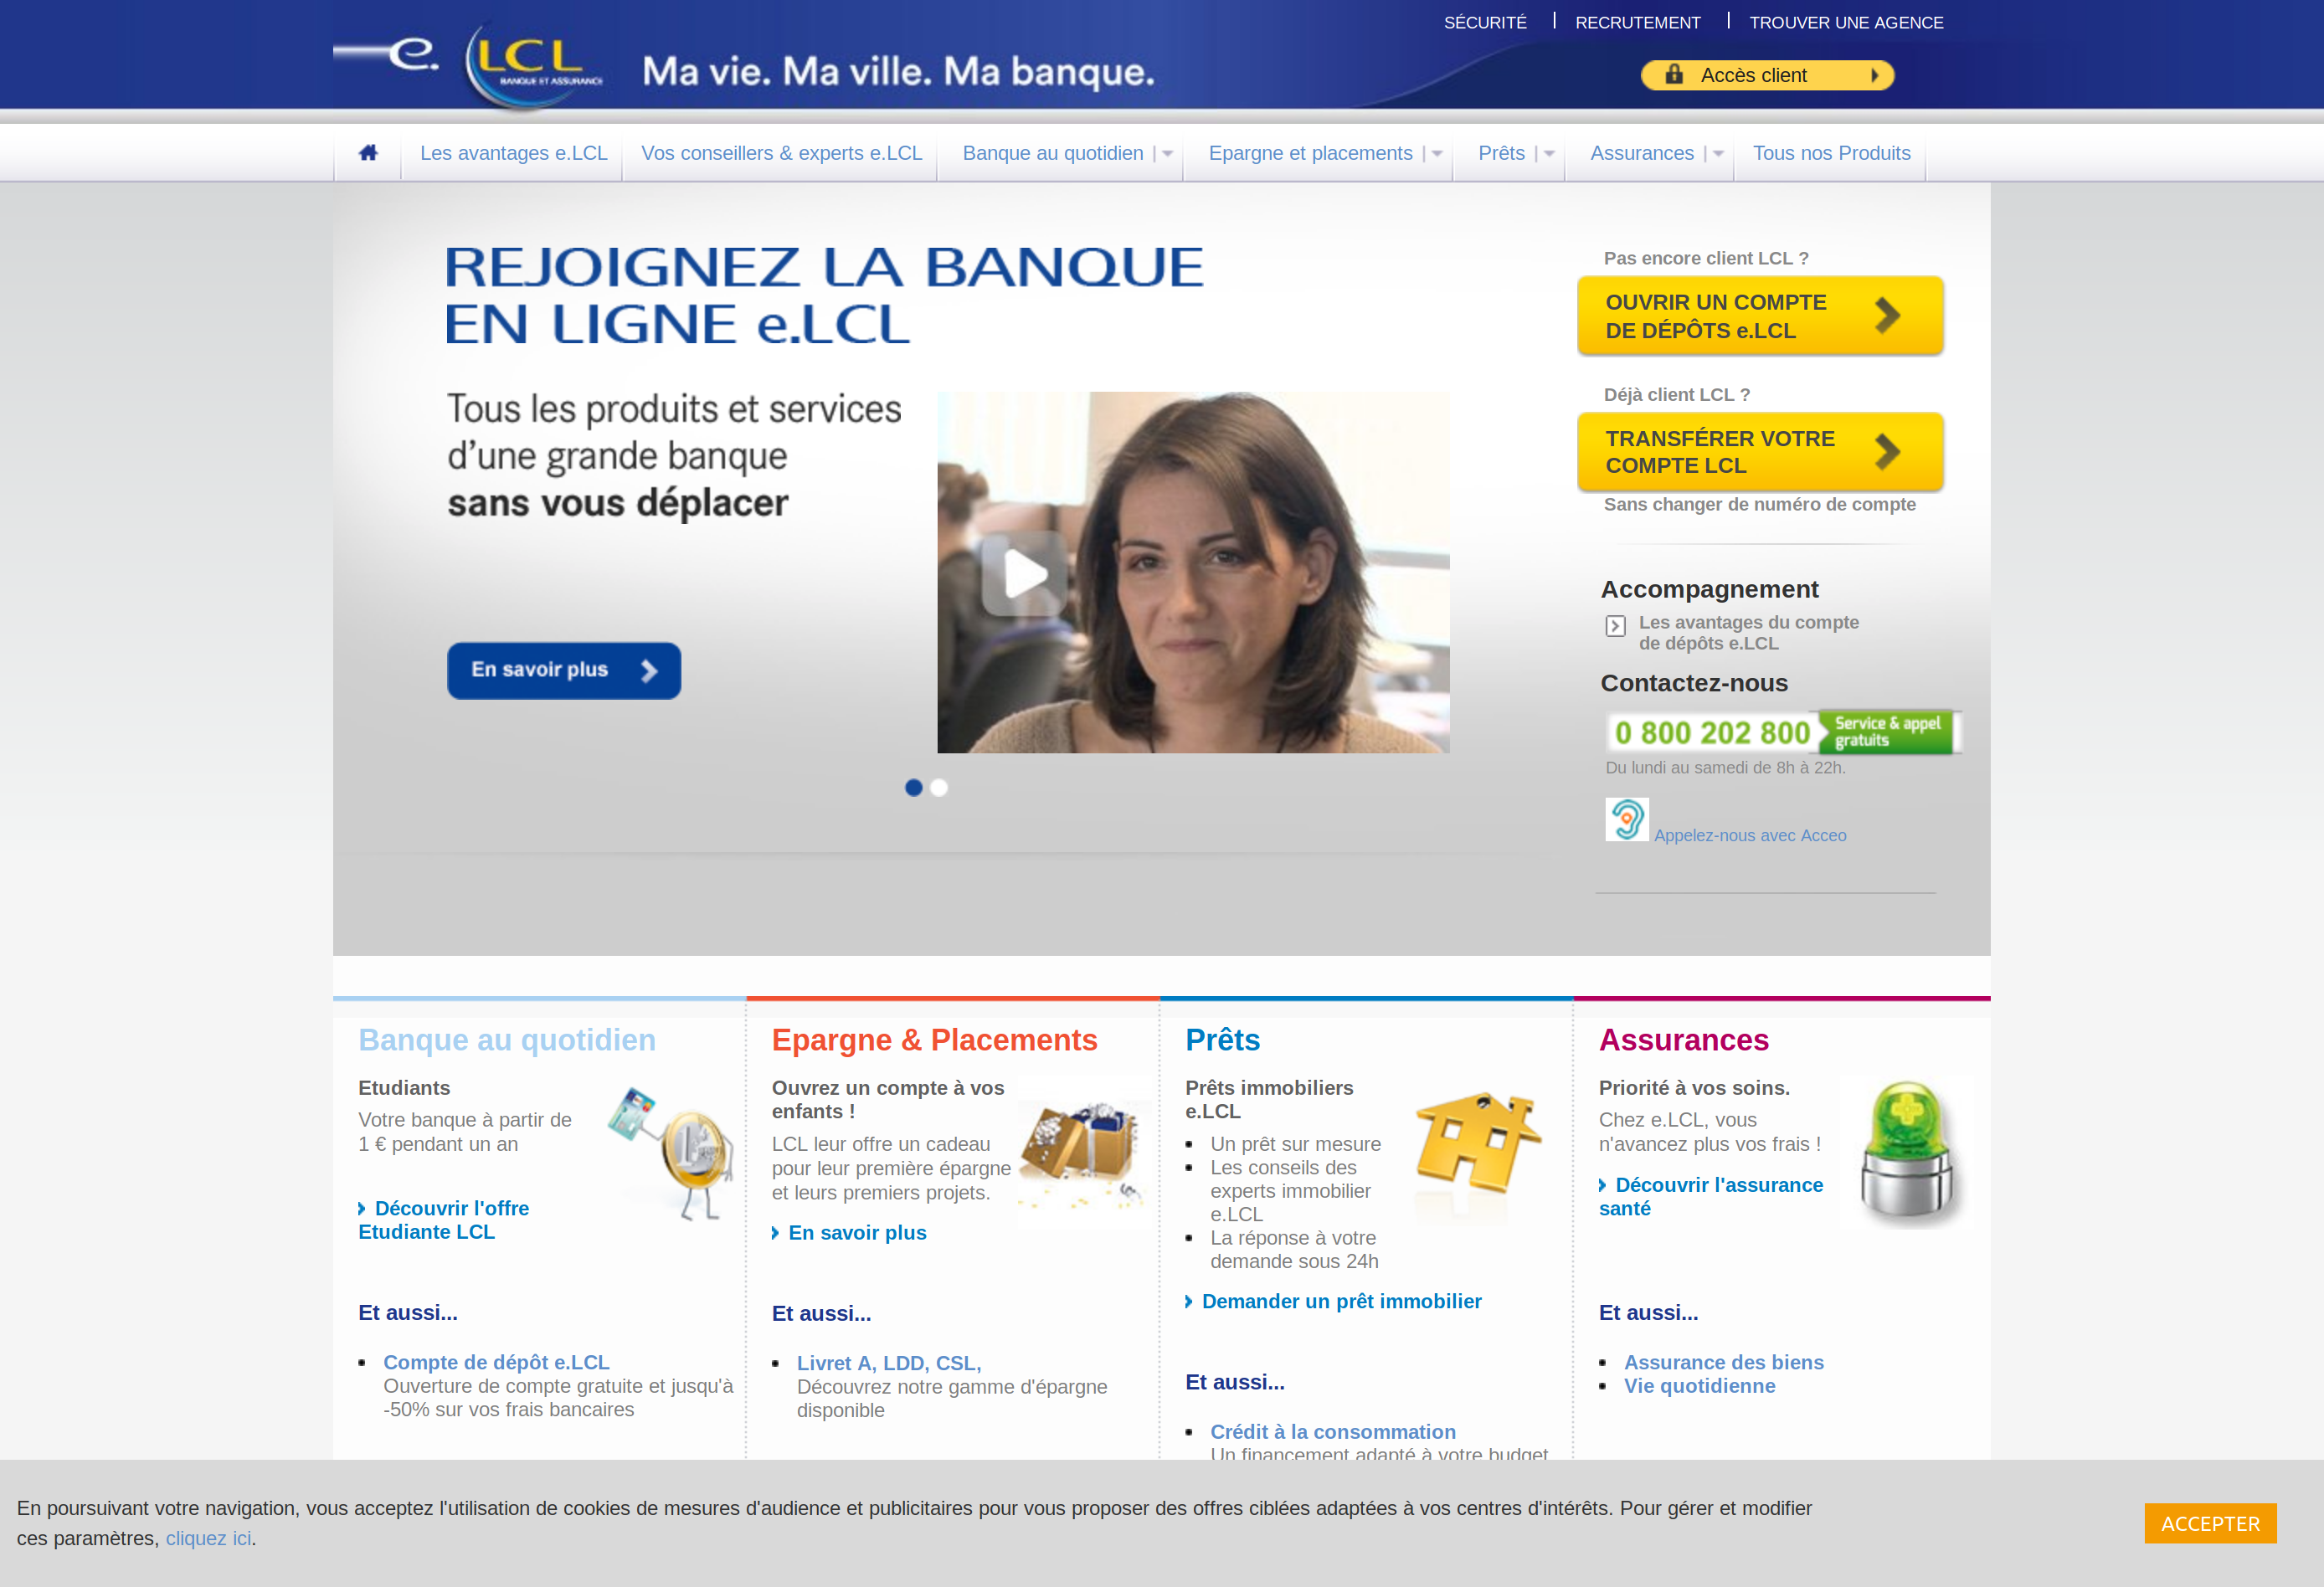 SÉCURITÉ
RECRUTEMENT
TROUVER UNE AGENCE
e.
LCL
BANQUE ET ASSURANCE
Ma vie. Ma ville. Ma banque.
Accès client
Les avantages e.LCL
Vos conseillers & experts e.LCL
Banque au quotidien
Epargne et placements
Prêts
Assurances
Tous nos Produits
REJOIGNEZ LA BANQUE
EN LIGNE e.LCL
Tous les produits et services
d'une grande banque
sans vous déplacer
En savoir plus
Pas encore client LCL ?
OUVRIR UN COMPTE
DE DÉPÔTS e.LCL
Déjà client LCL ?
TRANSFÉRER VOTRE
COMPTE LCL
Sans changer de numéro de compte
Accompagnement
Les avantages du compte
de dépôts e.LCL
Contactez-nous
0 800 202 800
Service & appel
gratuits
Du lundi au samedi de 8h à 22h.
Appelez-nous avec Acceo
Banque au quotidien
Etudiants
Votre banque à partir de
1 € pendant un an
Découvrir l'offre
Etudiante LCL
Et aussi...
Compte de dépôt e.LCL
Ouverture de compte gratuite et jusqu'à
-50% sur vos frais bancaires
Epargne & Placements
Ouvrez un compte à vos
enfants !
LCL leur offre un cadeau
pour leur première épargne
et leurs premiers projets.
En savoir plus
Et aussi...
Livret A, LDD, CSL,
Découvrez notre gamme d'épargne
disponible
Prêts
Prêts immobiliers
e.LCL
Un prêt sur mesure
Les conseils des
experts immobilier
e.LCL
La réponse à votre
demande sous 24h
Demander un prêt immobilier
Et aussi...
Crédit à la consommation
Un financement adapté à votre budget
Assurances
Priorité à vos soins.
Chez e.LCL, vous
n'avancez plus vos frais !
Découvrir l'assurance
santé
Et aussi...
Assurance des biens
Vie quotidienne
En poursuivant votre navigation, vous acceptez l'utilisation de cookies de mesures d'audience et publicitaires pour vous proposer des offres ciblées adaptées à vos centres d'intérêts. Pour gérer et modifier
ces paramètres, cliquez ici.
ACCEPTER